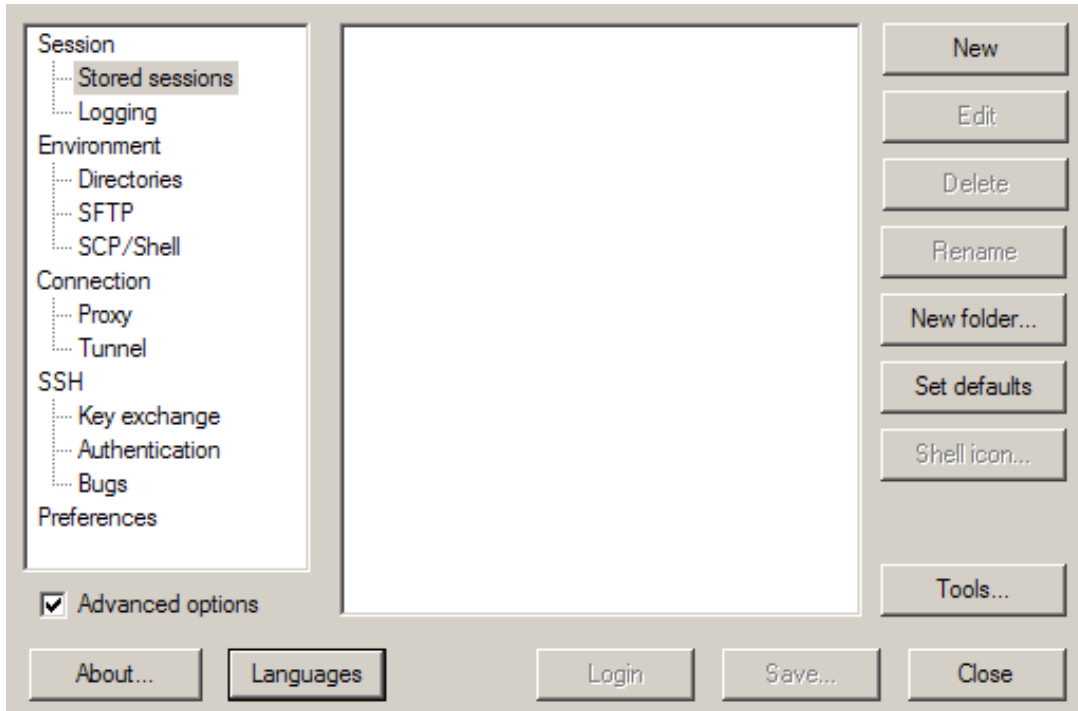 Session
Stored sessions
Logging
Environment
Directories
SFTP
SCP/Shell
Connection
Proxy
Tunnel
SSH
Key exchange
Authentication
Bugs
Preferences
Advanced options
New
Edit
Delete
Rename
New folder...
Set defaults
Shell icon...
Tools...
About...
Languages
Login
Save...
Close